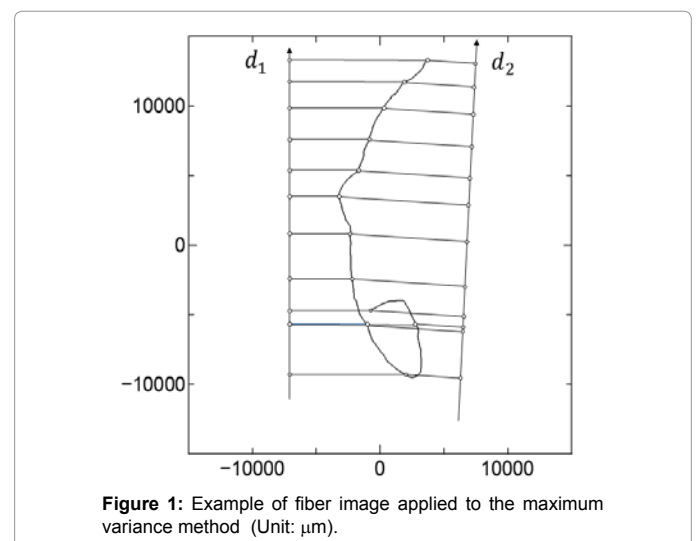 d₁
d₂
10000
0
−10000
−10000
0
10000
Figure 1: Example of fiber image applied to the maximum
variance method (Unit: μm).